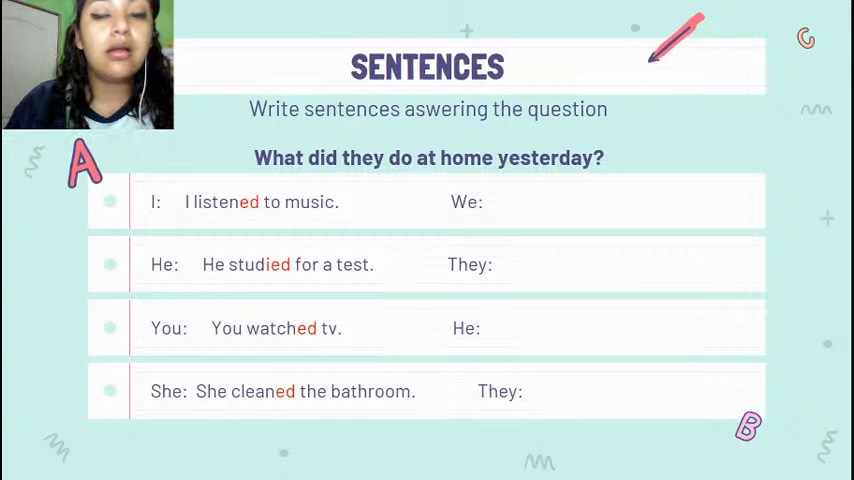 SENTENCES
Write sentences aswering the question
What did they do at home yesterday?
I: I listened to music. We:
He: He studied for a test. They:
You: You watched tv. He:
She: She cleaned the bathroom. They:
A
B
C